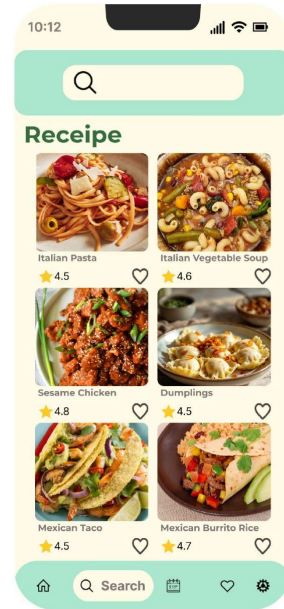 10:12
Receipe
Italian Pasta
Italian Vegetable Soup
4.5
4.6
Sesame Chicken
Dumplings
4.8
4.5
Mexican Taco
Mexican Burrito Rice
4.5
4.7
Search